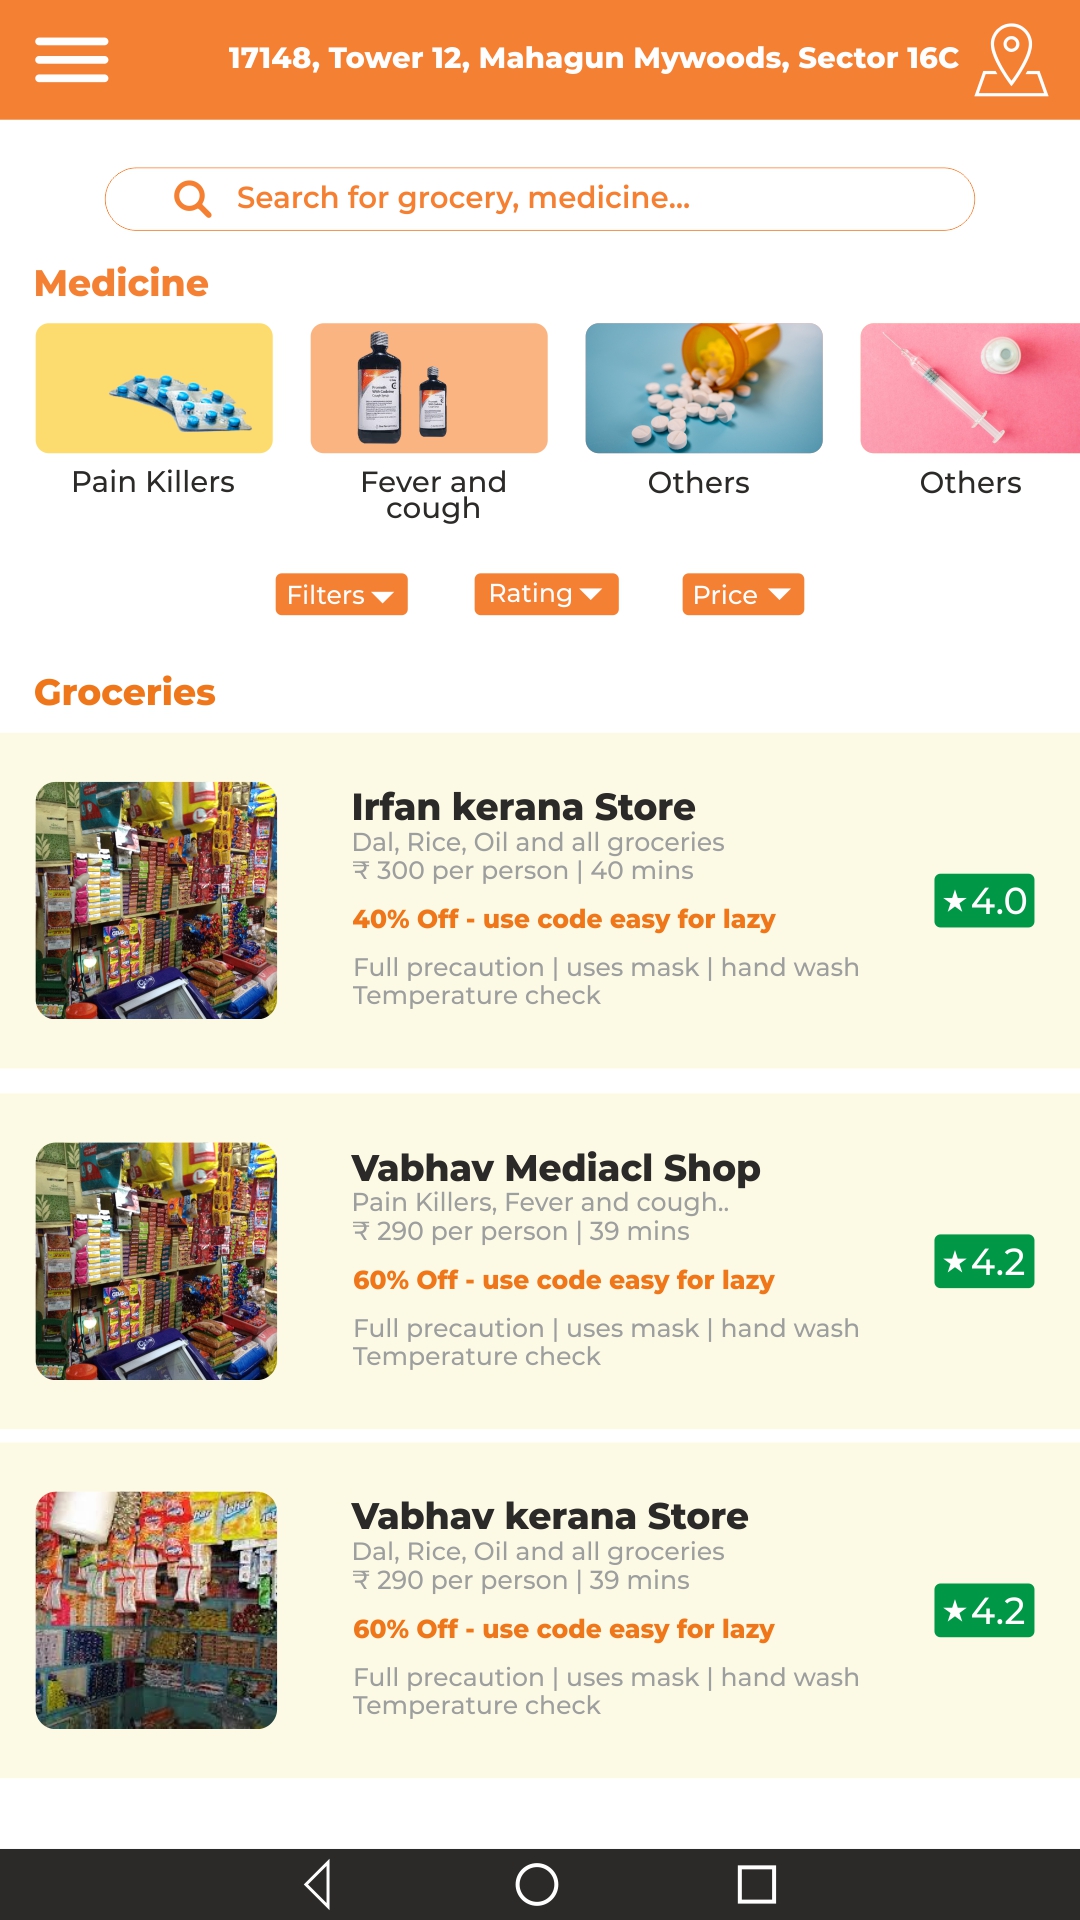 17148, Tower 12, Mahagun Mywoods, Sector 16C
Search for grocery, medicine...
Medicine
Pain Killers
Fever and
cough
Others
Others
Filters
Rating
Price
Groceries
Irfan kerana Store
Dal, Rice, Oil and all groceries
₹ 300 per person | 40 mins
40% Off - use code easy for lazy
Full precaution | uses mask | hand wash
Temperature check
★4.0
Vabhav Mediacl Shop
Pain Killers, Fever and cough..
₹ 290 per person | 39 mins
60% Off - use code easy for lazy
Full precaution | uses mask | hand wash
Temperature check
★4.2
Vabhav kerana Store
Dal, Rice, Oil and all groceries
₹ 290 per person | 39 mins
60% Off - use code easy for lazy
Full precaution | uses mask | hand wash
Temperature check
★4.2